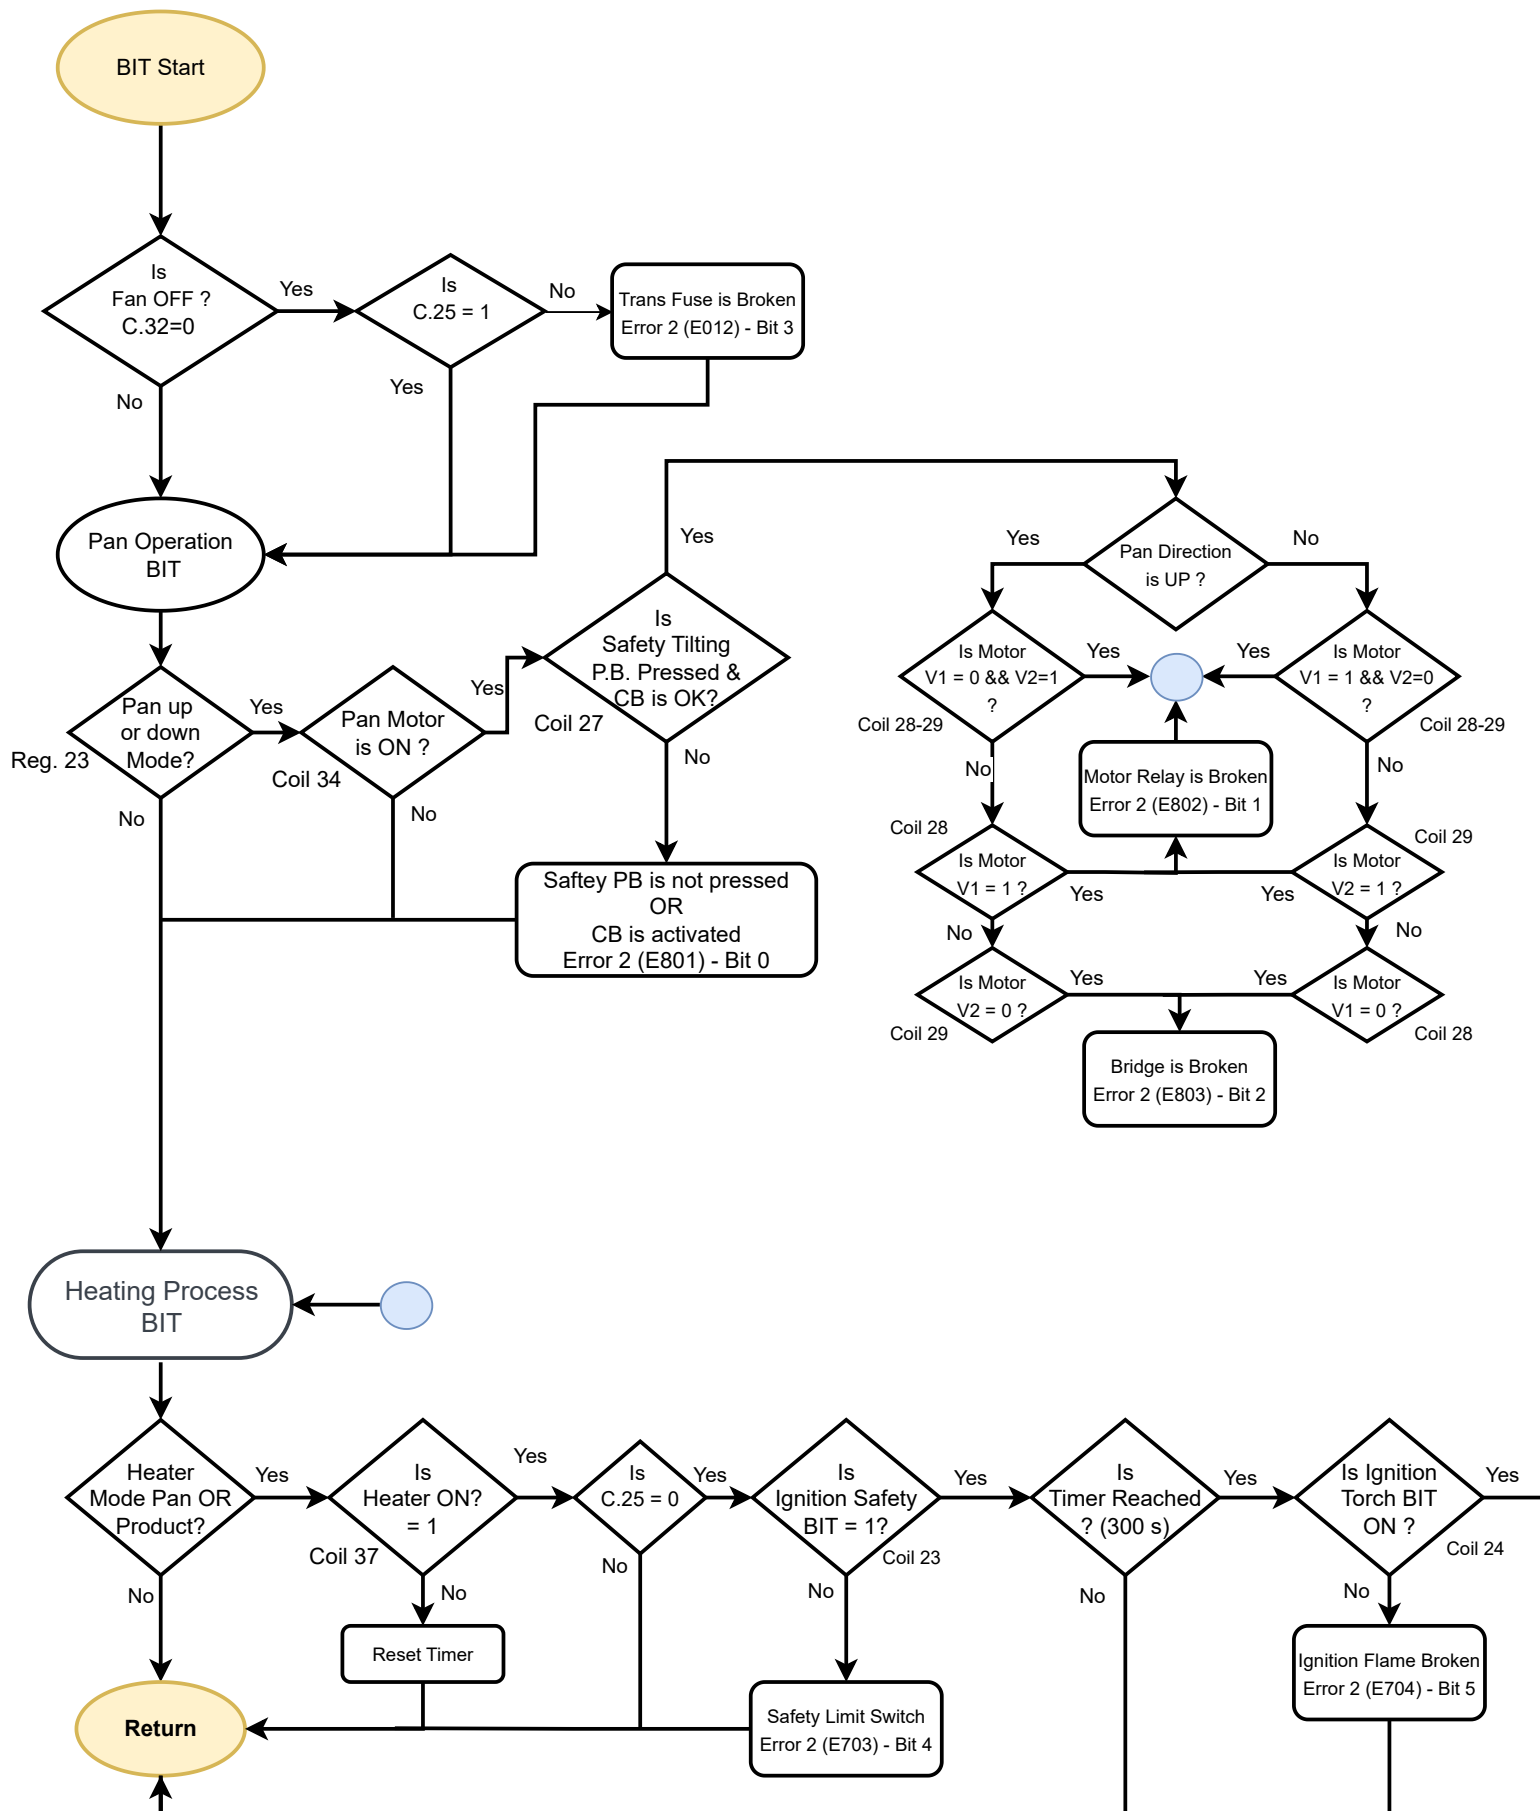 BIT Start
Is
Fan OFF ?
C.32=0
Yes
Is
C.25 = 1
No
Trans Fuse is Broken
Error 2 (E012) - Bit 3
No
Yes
Pan Operation
BIT
Pan up
or down
Mode?
Reg. 23
Yes
No
Pan Motor
is ON ?
Coil 34
Yes
No
Is
Safety Tilting
P.B. Pressed &
CB is OK?
Coil 27
Yes
No
Saftey PB is not pressed
OR
CB is activated
Error 2 (E801) - Bit 0
Pan Direction
is UP ?
Yes
No
Is Motor
V1 = 0 && V2=1
?
Coil 28-29
Yes
No
Is Motor
V1 = 1 && V2=0
?
Coil 28-29
Yes
No
Motor Relay is Broken
Error 2 (E802) - Bit 1
Coil 28
Is Motor
V1 = 1 ?
Yes
No
Coil 29
Is Motor
V2 = 1 ?
Yes
No
Is Motor
V2 = 0 ?
Coil 29
Yes
Is Motor
V1 = 0 ?
Coil 28
Yes
Bridge is Broken
Error 2 (E803) - Bit 2
Heating Process
BIT
Heater
Mode Pan OR
Product?
Yes
No
Is
Heater ON?
= 1
Coil 37
Yes
No
Reset Timer
Is
C.25 = 0
Yes
No
Is
Ignition Safety
BIT = 1?
Coil 23
Yes
No
Safety Limit Switch
Error 2 (E703) - Bit 4
Is
Timer Reached
? (300 s)
Yes
No
Is Ignition
Torch BIT
ON ?
Coil 24
Yes
No
Ignition Flame Broken
Error 2 (E704) - Bit 5
Return